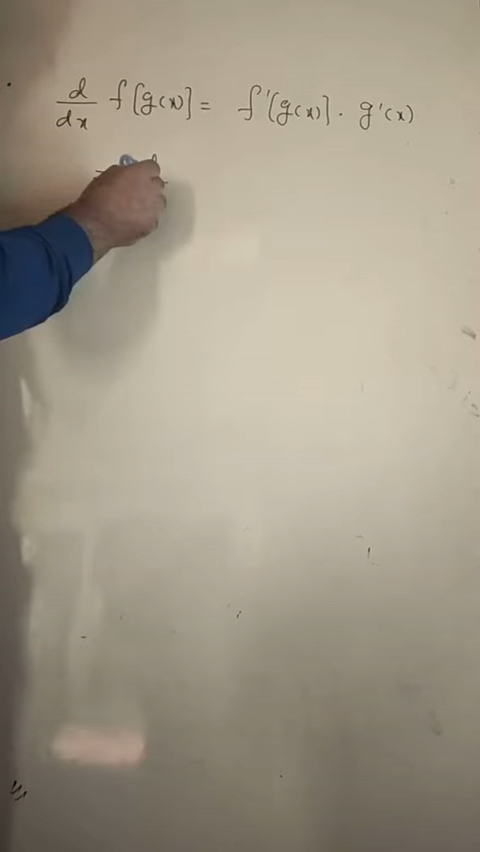 d/dx f[g(x)] = f'[g(x)] . g'(x)